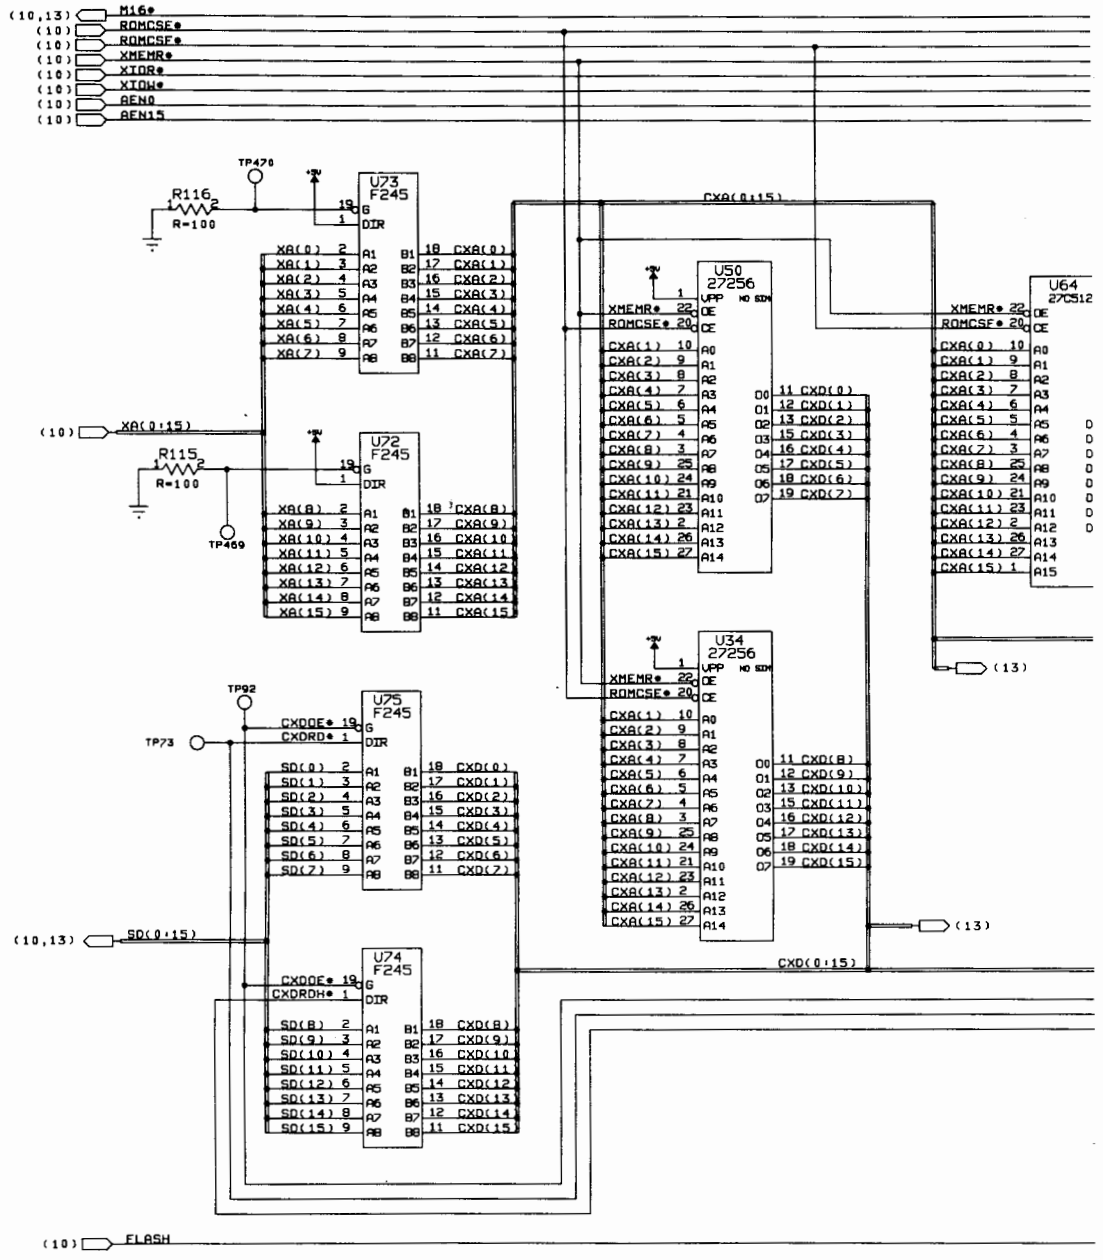 (10,13) M16*
(10) ROMCSE*
(10) ROMCSF*
(10) XMEMR*
(10) XIOR*
(10) XIOW*
(10) AEN0
(10) AEN15
TP470
+5V
R116
1 2
R=100
U73
F245
19 G
1 DIR
XA(0) 2 A1 B1 18 CXA(0)
XA(1) 3 A2 B2 17 CXA(1)
XA(2) 4 A3 B3 16 CXA(2)
XA(3) 5 A4 B4 15 CXA(3)
XA(4) 6 A5 B5 14 CXA(4)
XA(5) 7 A6 B6 13 CXA(5)
XA(6) 8 A7 B7 12 CXA(6)
XA(7) 9 A8 B8 11 CXA(7)
CXA(0:15)
(10) XA(0:15)
+5V
R115
1 2
R=100
TP469
U72
F245
19 G
1 DIR
XA(8) 2 A1 B1 18 CXA(8)
XA(9) 3 A2 B2 17 CXA(9)
XA(10) 4 A3 B3 16 CXA(10
XA(11) 5 A4 B4 15 CXA(11
XA(12) 6 A5 B5 14 CXA(12
XA(13) 7 A6 B6 13 CXA(13
XA(14) 8 A7 B7 12 CXA(14
XA(15) 9 A8 B8 11 CXA(15
+5V
U50
27256
1 VPP NO SIM
XMEMR* 22 OE
ROMCSE* 20 CE
CXA(1) 10 A0
CXA(2) 9 A1
CXA(3) 8 A2
CXA(4) 7 A3 O0 11 CXD(0)
CXA(5) 6 A4 O1 12 CXD(1)
CXA(6) 5 A5 O2 13 CXD(2)
CXA(7) 4 A6 O3 15 CXD(3)
CXA(8) 3 A7 O4 16 CXD(4)
CXA(9) 25 A8 O5 17 CXD(5)
CXA(10) 24 A9 O6 18 CXD(6)
CXA(11) 21 A10 O7 19 CXD(7)
CXA(12) 23 A11
CXA(13) 2 A12
CXA(14) 26 A13
CXA(15) 27 A14
U64
27C512
XMEMR* 22 OE
ROMCSF* 20 CE
CXA(0) 10 A0
CXA(1) 9 A1
CXA(2) 8 A2
CXA(3) 7 A3
CXA(4) 6 A4
CXA(5) 5 A5
CXA(6) 4 A6
CXA(7) 3 A7
CXA(8) 25 A8
CXA(9) 24 A9
CXA(10) 21 A10
CXA(11) 23 A11
CXA(12) 2 A12
CXA(13) 26 A13
CXA(14) 27 A14
CXA(15) 1 A15
(13)
+5V
U34
27256
1 VPP NO SIM
XMEMR* 22 OE
ROMCSE* 20 CE
CXA(1) 10 A0
CXA(2) 9 A1
CXA(3) 8 A2
CXA(4) 7 A3 O0 11 CXD(8)
CXA(5) 6 A4 O1 12 CXD(9)
CXA(6) 5 A5 O2 13 CXD(10)
CXA(7) 4 A6 O3 15 CXD(11)
CXA(8) 3 A7 O4 16 CXD(12)
CXA(9) 25 A8 O5 17 CXD(13)
CXA(10) 24 A9 O6 18 CXD(14)
CXA(11) 21 A10 O7 19 CXD(15)
CXA(12) 23 A11
CXA(13) 2 A12
CXA(14) 26 A13
CXA(15) 27 A14
(13)
CXD(0:15)
TP92
TP73
U75
F245
CXDOE* 19 G
CXDRD* 1 DIR
SD(0) 2 A1 B1 18 CXD(0)
SD(1) 3 A2 B2 17 CXD(1)
SD(2) 4 A3 B3 16 CXD(2)
SD(3) 5 A4 B4 15 CXD(3)
SD(4) 6 A5 B5 14 CXD(4)
SD(5) 7 A6 B6 13 CXD(5)
SD(6) 8 A7 B7 12 CXD(6)
SD(7) 9 A8 B8 11 CXD(7)
(10,13) SD(0:15)
U74
F245
CXDOE* 19 G
CXDRDH* 1 DIR
SD(8) 2 A1 B1 18 CXD(8)
SD(9) 3 A2 B2 17 CXD(9)
SD(10) 4 A3 B3 16 CXD(10
SD(11) 5 A4 B4 15 CXD(11
SD(12) 6 A5 B5 14 CXD(12
SD(13) 7 A6 B6 13 CXD(13
SD(14) 8 A7 B7 12 CXD(14
SD(15) 9 A8 B8 11 CXD(15
(10) FLASH